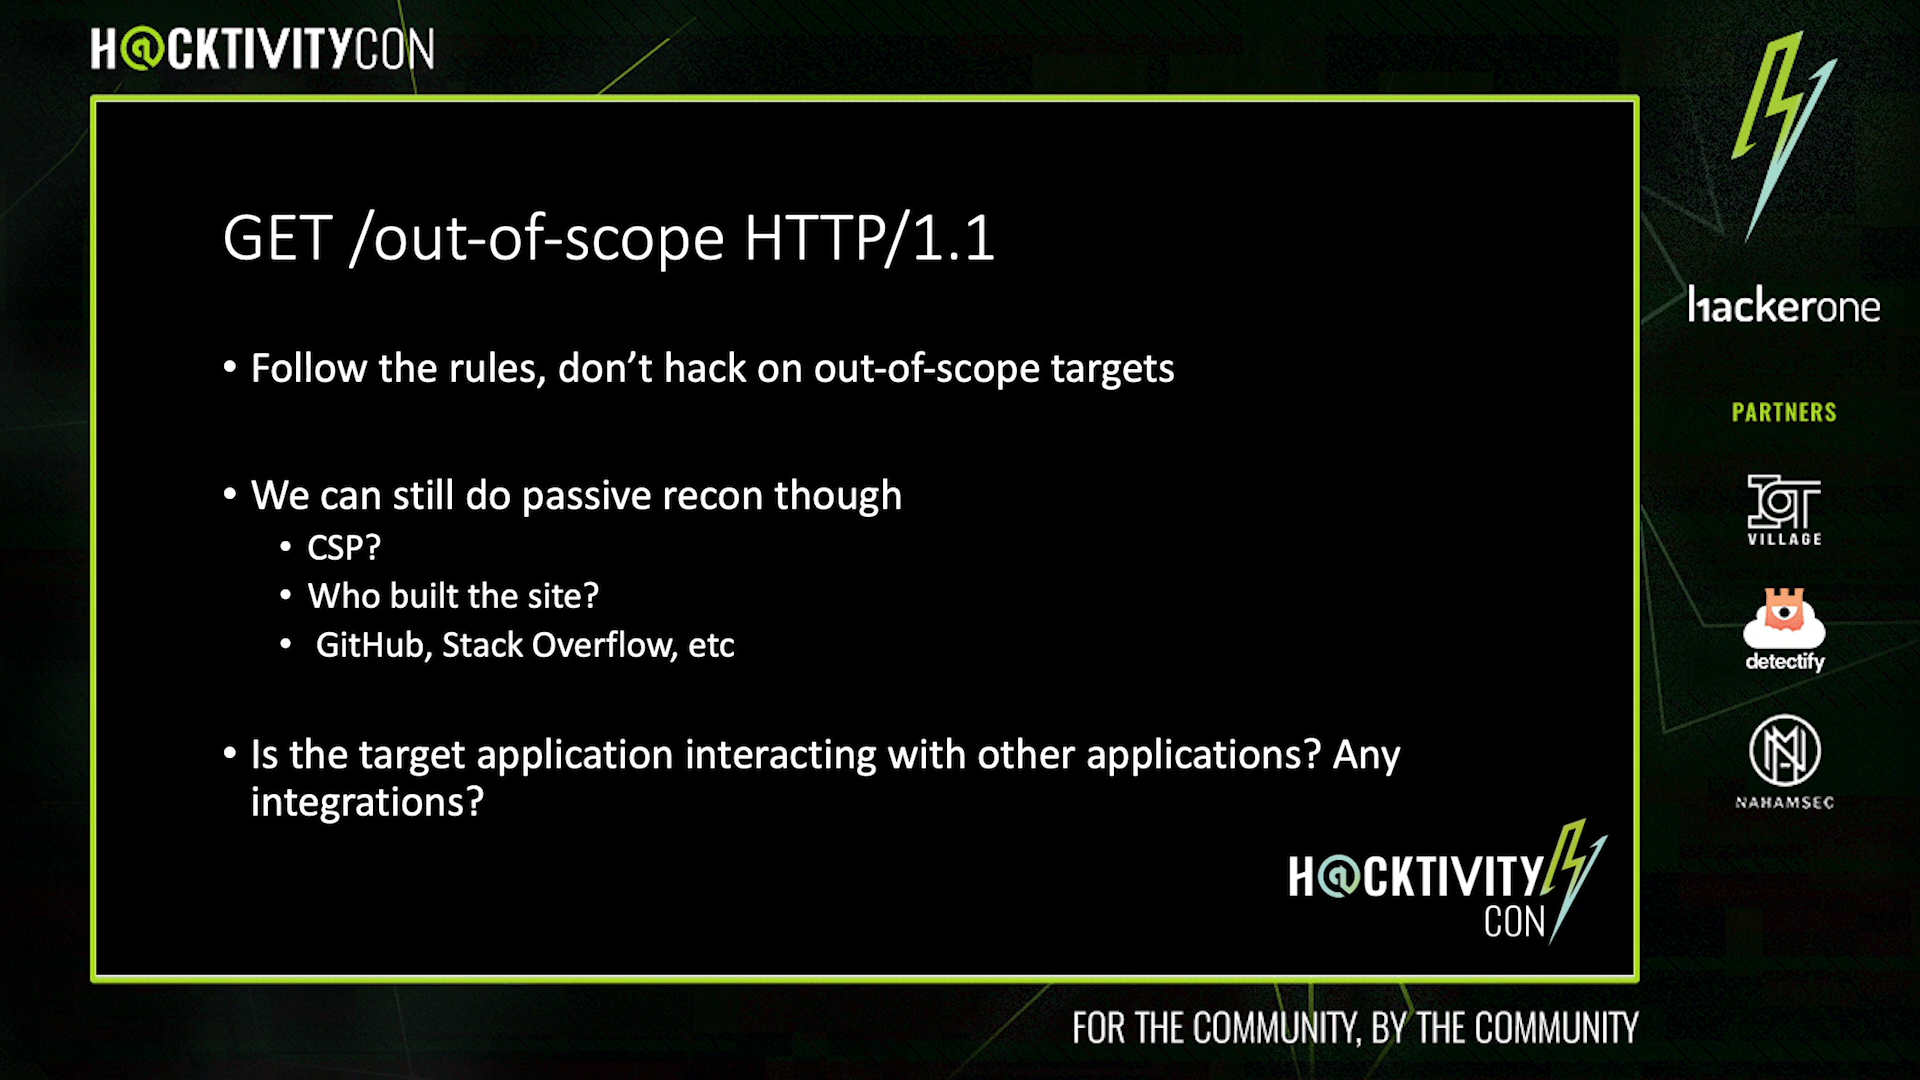 H@CKTIVITYCON
GET /out-of-scope HTTP/1.1
• Follow the rules, don’t hack on out-of-scope targets
• We can still do passive recon though
• CSP?
• Who built the site?
• GitHub, Stack Overflow, etc
• Is the target application interacting with other applications? Any
integrations?
H@CKTIVITY
CON
hackerone
PARTNERS
IOT
VILLAGE
detectify
NAHAMSEC
FOR THE COMMUNITY, BY THE COMMUNITY